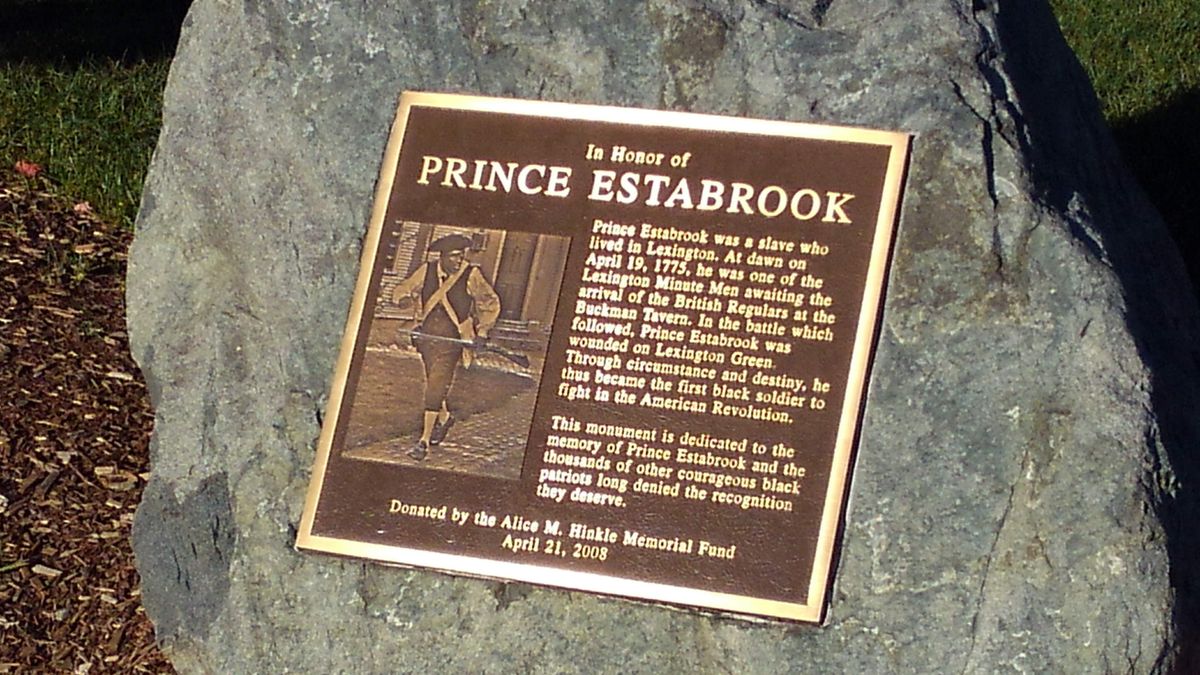 In Honor of
PRINCE ESTABROOK
Prince Estabrook was a slave who
lived in Lexington. At dawn on
April 19, 1775, he was one of the
Lexington Minute Men awaiting the
arrival of the British Regulars at the
Buckman Tavern. In the battle which
followed, Prince Estabrook was
wounded on Lexington Green.
Through circumstance and destiny, he
thus became the first black soldier to
fight in the American Revolution.
This monument is dedicated to the
memory of Prince Estabrook and the
thousands of other courageous black
patriots long denied the recognition
they deserve.
Donated by the Alice M. Hinkle Memorial Fund
April 21, 2008